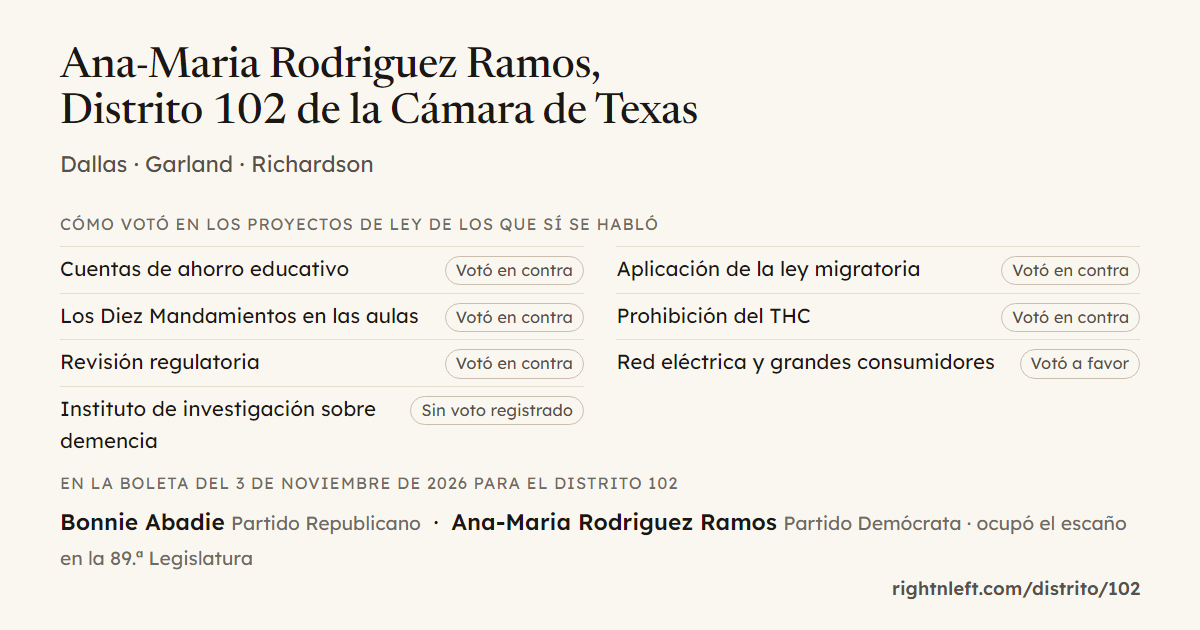 Ana-Maria Rodriguez Ramos,
Distrito 102 de la Cámara de Texas
Dallas · Garland · Richardson
CÓMO VOTÓ EN LOS PROYECTOS DE LEY DE LOS QUE SÍ SE HABLÓ
Cuentas de ahorro educativo Votó en contra
Los Diez Mandamientos en las aulas Votó en contra
Revisión regulatoria Votó en contra
Instituto de investigación sobre Sin voto registrado
demencia
Aplicación de la ley migratoria Votó en contra
Prohibición del THC Votó en contra
Red eléctrica y grandes consumidores Votó a favor
EN LA BOLETA DEL 3 DE NOVIEMBRE DE 2026 PARA EL DISTRITO 102
Bonnie Abadie Partido Republicano · Ana-Maria Rodriguez Ramos Partido Demócrata · ocupó el escaño
en la 89.ª Legislatura
rightnleft.com/distrito/102